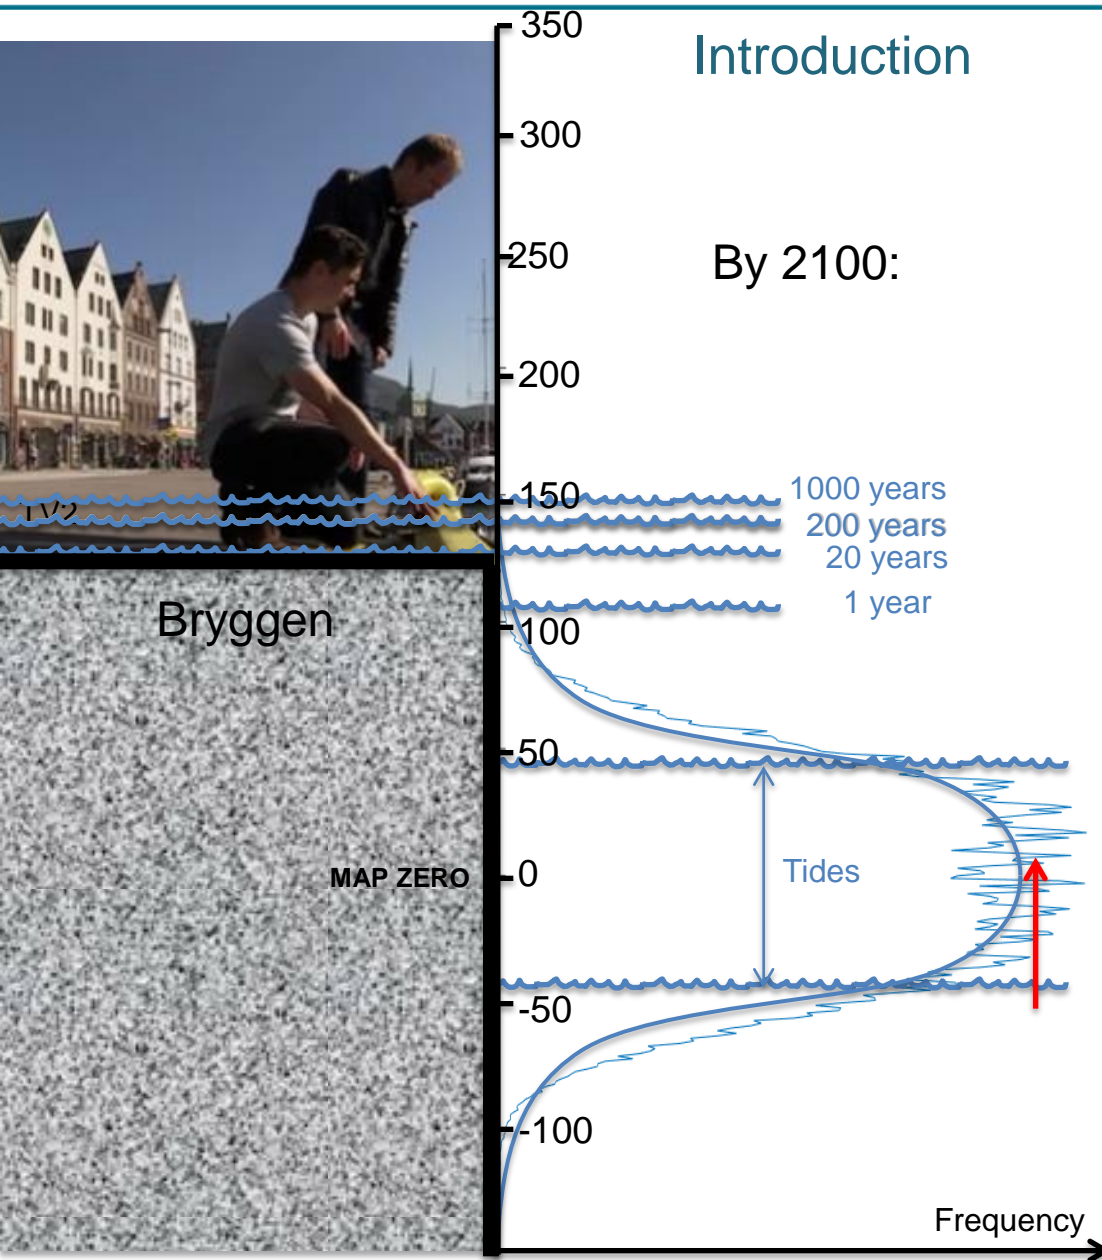 Introduction
350
300
250
200
150
100
50
0
-50
-100
By 2100:
1000 years
200 years
20 years
1 year
Bryggen
MAP ZERO
Tides
Frequency